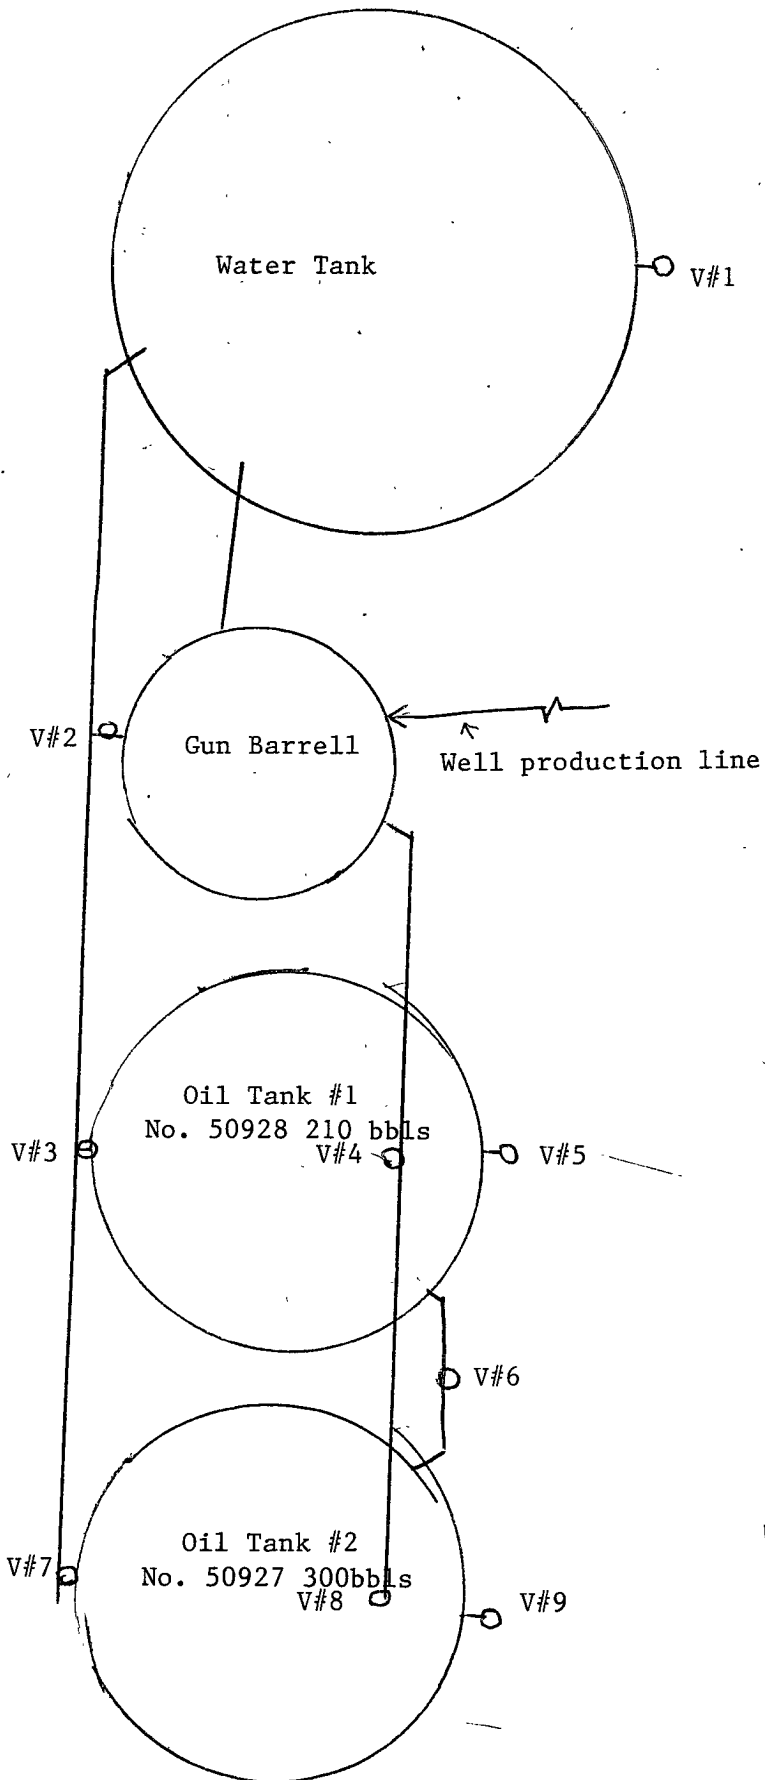 Water Tank
V#1
V#2
Gun Barrell
Well production line
Oil Tank #1
No. 50928 210 bbls
V#3
V#4
V#5
V#6
Oil Tank #2
V#7
No. 50927 300bbls
V#8
V#9